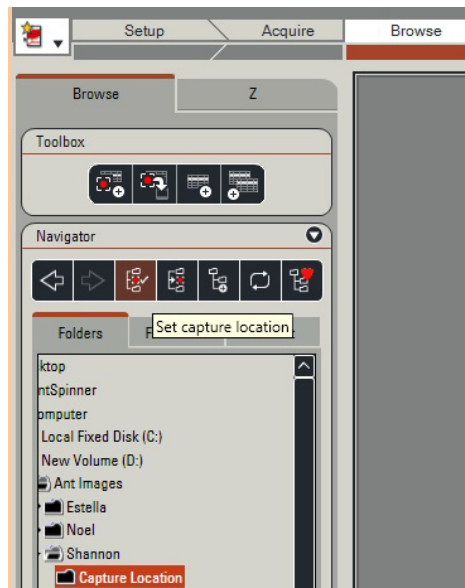 Setup
Acquire
Browse
Browse
Z
Toolbox
Navigator
Folders
Set capture location
ktop
ntSpinner
omputer
Local Fixed Disk (C:)
New Volume (D:)
Ant Images
Estella
Noel
Shannon
Capture Location